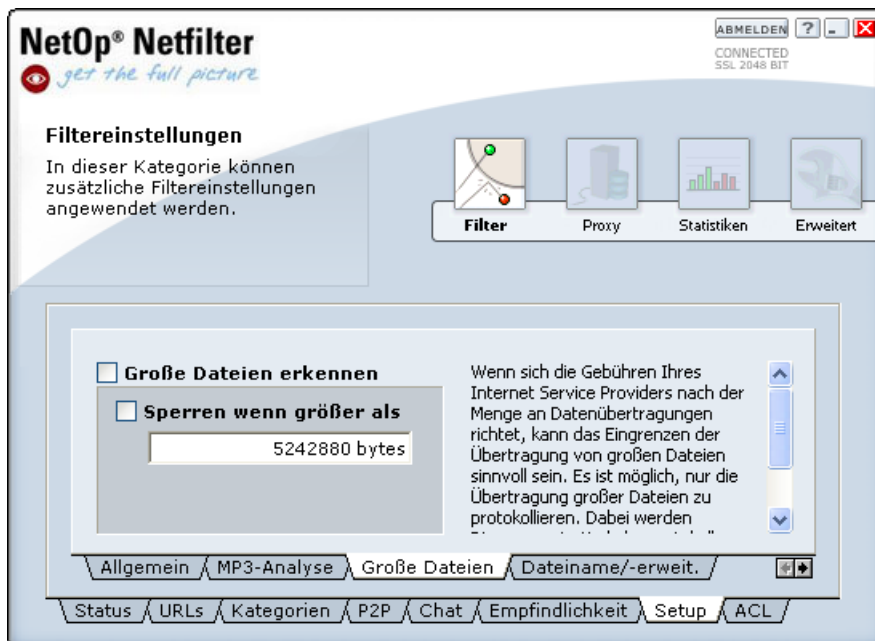 NetOp® Netfilter
get the full picture
ABMELDEN ?
CONNECTED
SSL 2048 BIT
Filtereinstellungen
In dieser Kategorie können
zusätzliche Filtereinstellungen
angewendet werden.
Filter Proxy Statistiken Erweitert
Große Dateien erkennen
Sperren wenn größer als
5242880 bytes
Wenn sich die Gebühren Ihres
Internet Service Providers nach der
Menge an Datenübertragungen
richtet, kann das Eingrenzen der
Übertragung von großen Dateien
sinnvoll sein. Es ist möglich, nur die
Übertragung großer Dateien zu
protokollieren. Dabei werden
Allgemein MP3-Analyse Große Dateien Dateiname/-erweit.
Status URLs Kategorien P2P Chat Empfindlichkeit Setup ACL